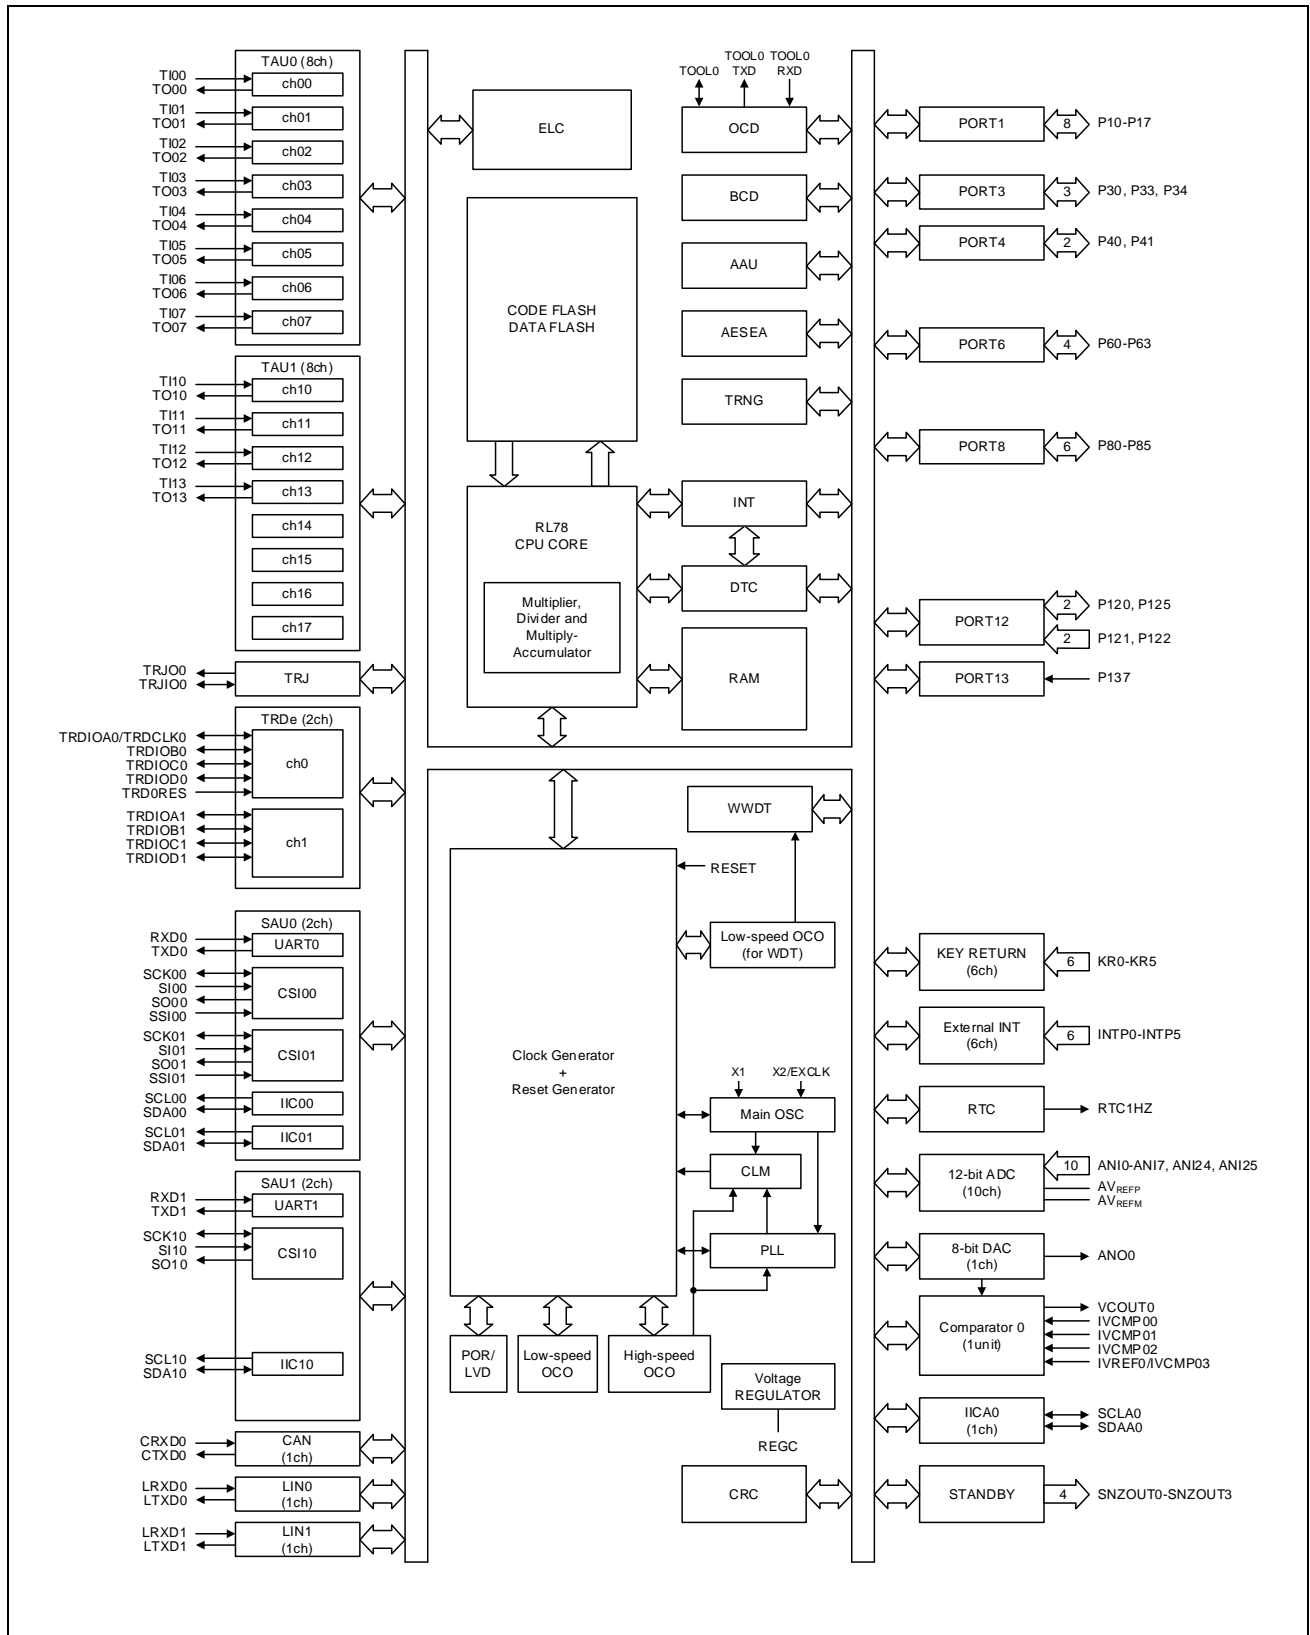 TAU0 (8ch)
TI00
TO00
ch00
TI01
TO01
ch01
TI02
TO02
ch02
TI03
TO03
ch03
TI04
TO04
ch04
TI05
TO05
ch05
TI06
TO06
ch06
TI07
TO07
ch07
TAU1 (8ch)
TI10
TO10
ch10
TI11
TO11
ch11
TI12
TO12
ch12
TI13
TO13
ch13
ch14
ch15
ch16
ch17
TRJO0
TRJIO0
TRJ
TRDe (2ch)
TRDIOA0/TRDCLK0
TRDIOB0
TRDIOC0
TRDIOD0
TRD0RES
ch0
TRDIOA1
TRDIOB1
TRDIOC1
TRDIOD1
ch1
SAU0 (2ch)
RXD0
TXD0
UART0
SCK00
SI00
SO00
SSI00
CSI00
SCK01
SI01
SO01
SSI01
CSI01
SCL00
SDA00
IIC00
SCL01
SDA01
IIC01
SAU1 (2ch)
RXD1
TXD1
UART1
SCK10
SI10
SO10
CSI10
SCL10
SDA10
IIC10
CRXD0
CTXD0
CAN
(1ch)
LRXD0
LTXD0
LIN0
(1ch)
LRXD1
LTXD1
LIN1
(1ch)
ELC
CODE FLASH
DATA FLASH
RL78
CPU CORE
Multiplier,
Divider and
Multiply-
Accumulator
TOOL0
TOOL0
TXD
TOOL0
RXD
OCD
BCD
AAU
AESEA
TRNG
INT
DTC
RAM
WWDT
RESET
Low-speed OCO
(for WDT)
Clock Generator
+
Reset Generator
X1
X2/EXCLK
Main OSC
CLM
PLL
POR/
LVD
Low-speed
OCO
High-speed
OCO
Voltage
REGULATOR
REGC
CRC
PORT1
8
P10-P17
PORT3
3
P30, P33, P34
PORT4
2
P40, P41
PORT6
4
P60-P63
PORT8
6
P80-P85
PORT12
2
P120, P125
2
P121, P122
PORT13
P137
KEY RETURN
(6ch)
6
KR0-KR5
External INT
(6ch)
6
INTP0-INTP5
RTC
RTC1HZ
12-bit ADC
(10ch)
10
ANI0-ANI7, ANI24, ANI25
AVREFP
AVREFM
8-bit DAC
(1ch)
ANO0
Comparator 0
(1unit)
VCOUT0
IVCMP00
IVCMP01
IVCMP02
IVREF0/IVCMP03
IICA0
(1ch)
SCLA0
SDAA0
STANDBY
4
SNZOUT0-SNZOUT3